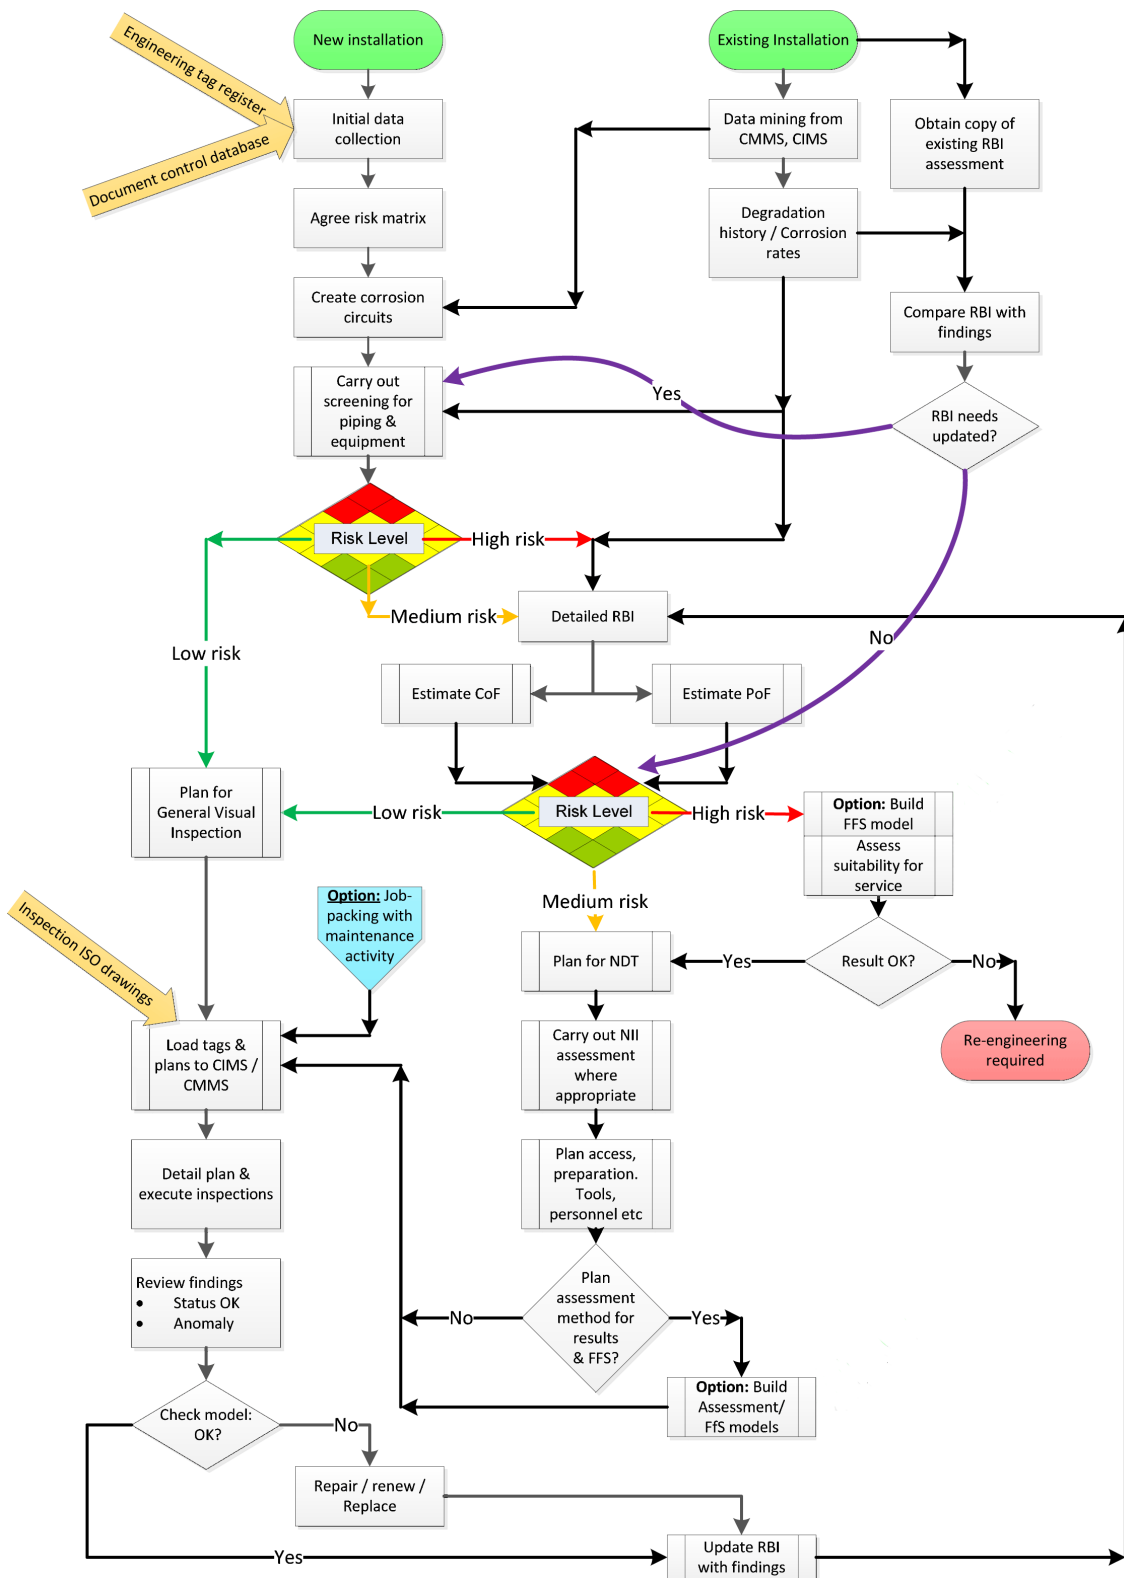 New installation
Existing Installation
Engineering tag register
Document control database
Initial data
collection
Data mining from
CMMS, CIMS
Obtain copy of
existing RBI
assessment
Agree risk matrix
Degradation
history / Corrosion
rates
Create corrosion
circuits
Compare RBI with
findings
Carry out
screening for
piping &
equipment
Yes
RBI needs
updated?
Risk Level
High risk
Medium risk
Detailed RBI
Low risk
No
Estimate CoF
Estimate PoF
Plan for
General Visual
Inspection
Low risk
Risk Level
High risk
Option: Build
FFS model
Assess
suitability for
service
Medium risk
Option: Job-
packing with
maintenance
activity
Inspection ISO drawings
Plan for NDT
Yes
Result OK?
No
Load tags &
plans to CIMS /
CMMS
Carry out NII
assessment
where
appropriate
Re-engineering
required
Detail plan &
execute inspections
Plan access,
preparation.
Tools,
personnel etc
Review findings
• Status OK
• Anomaly
Plan
assessment
method for
results
& FFS?
No
Yes
Option: Build
Assessment/
FfS models
Check model:
OK?
No
Repair / renew /
Replace
Yes
Update RBI
with findings